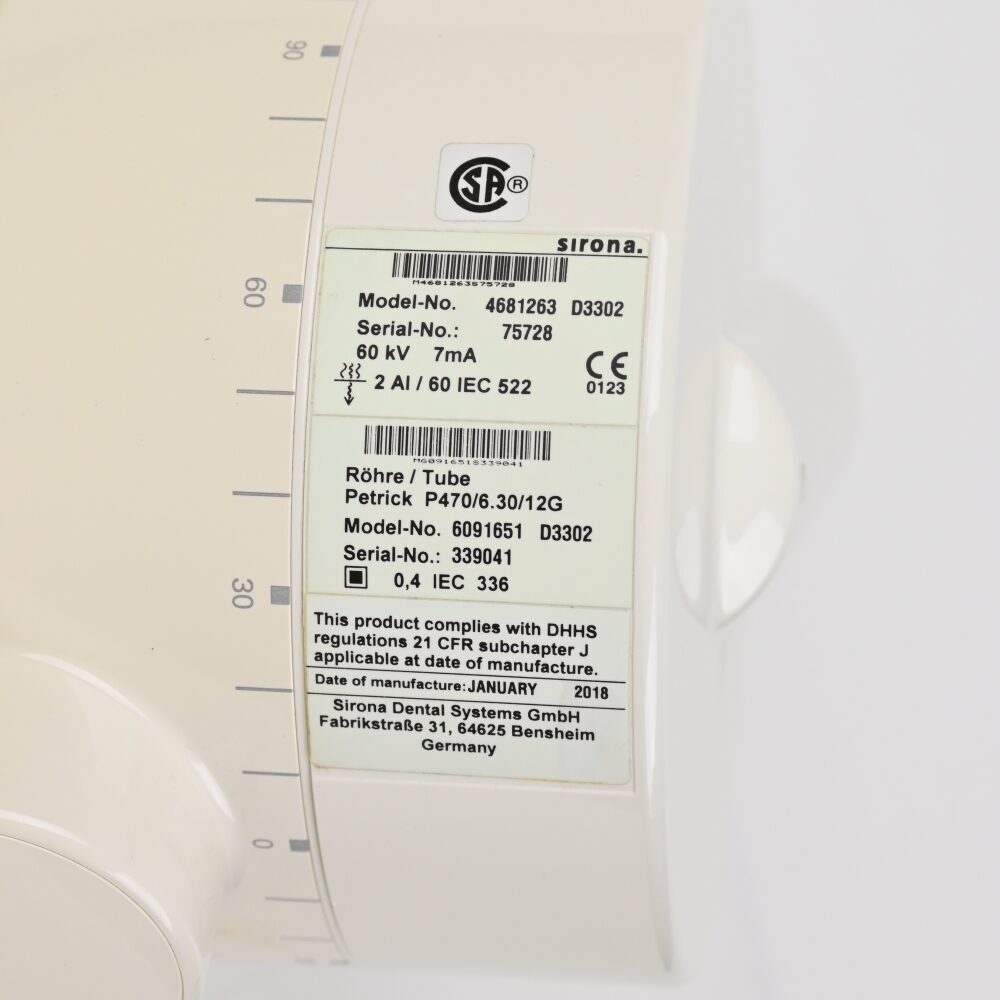 90
60
30
0
CSA®
sirona.
M4681263S75728
Model-No. 4681263 D3302
Serial-No.: 75728
60 kV 7mA
2 Al / 60 IEC 522
CE
0123
M6091651S339041
Röhre / Tube
Petrick P470/6.30/12G
Model-No. 6091651 D3302
Serial-No.: 339041
0,4 IEC 336
This product complies with DHHS
regulations 21 CFR subchapter J
applicable at date of manufacture.
Date of manufacture: JANUARY 2018
Sirona Dental Systems GmbH
Fabrikstraße 31, 64625 Bensheim
Germany